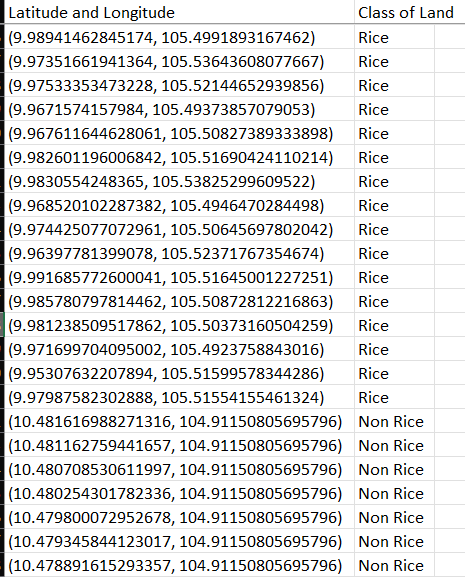 Latitude and Longitude Class of Land
(9.98941462845174, 105.4991893167462) Rice
(9.97351661941364, 105.53643608077667) Rice
(9.97533353473228, 105.52144652939856) Rice
(9.9671574157984, 105.49373857079053) Rice
(9.967611644628061, 105.50827389333898) Rice
(9.982601196006842, 105.51690424110214) Rice
(9.9830554248365, 105.53825299609522) Rice
(9.968520102287382, 105.4946470284498) Rice
(9.974425077072961, 105.50645697802042) Rice
(9.96397781399078, 105.52371767354674) Rice
(9.991685772600041, 105.51645001227251) Rice
(9.985780797814462, 105.50872812216863) Rice
(9.981238509517862, 105.50373160504259) Rice
(9.971699704095002, 105.4923758843016) Rice
(9.95307632207894, 105.51599578344286) Rice
(9.97987582302888, 105.51554155461324) Rice
(10.481616988271316, 104.91150805695796) Non Rice
(10.481162759441657, 104.91150805695796) Non Rice
(10.480708530611997, 104.91150805695796) Non Rice
(10.480254301782336, 104.91150805695796) Non Rice
(10.479800072952678, 104.91150805695796) Non Rice
(10.479345844123017, 104.91150805695796) Non Rice
(10.478891615293357, 104.91150805695796) Non Rice